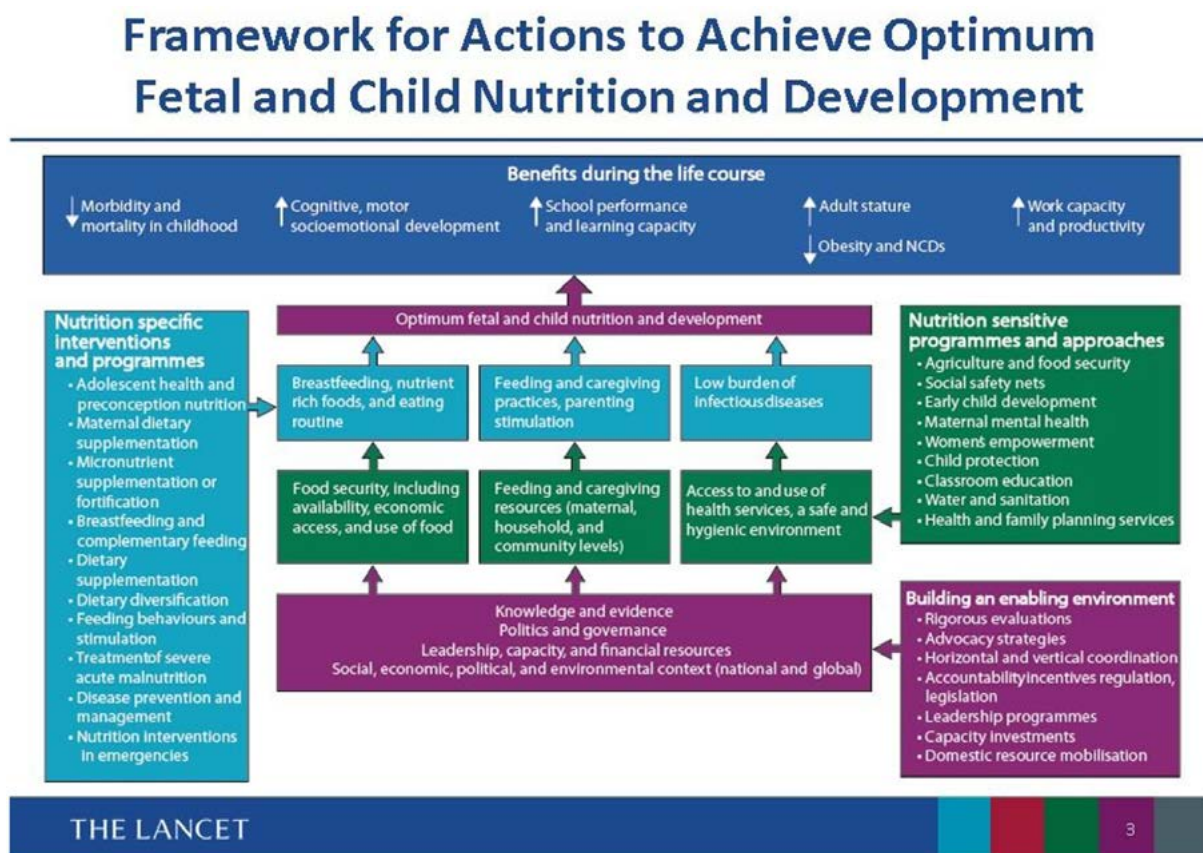 Framework for Actions to Achieve Optimum
Fetal and Child Nutrition and Development
Benefits during the life course
Morbidity and
mortality in childhood
Cognitive, motor
socioemotional development
School performance
and learning capacity
Adult stature
Obesity and NCDs
Work capacity
and productivity
Nutrition specific
interventions
and programmes
• Adolescent health and
preconception nutrition
• Maternal dietary
supplementation
• Micronutrient
supplementation or
fortification
• Breastfeeding and
complementary feeding
• Dietary
supplementation
• Dietary diversification
• Feeding behaviours and
stimulation
• Treatmentof severe
acute malnutrition
• Disease prevention and
management
• Nutrition interventions
in emergencies
Optimum fetal and child nutrition and development
Breastfeeding, nutrient
rich foods, and eating
routine
Feeding and caregiving
practices, parenting
stimulation
Low burden of
infectious diseases
Food security, including
availability, economic
access, and use of food
Feeding and caregiving
resources (maternal,
household, and
community levels)
Access to and use of
health services, a safe and
hygienic environment
Knowledge and evidence
Politics and governance
Leadership, capacity, and financial resources
Social, economic, political, and environmental context (national and global)
Nutrition sensitive
programmes and approaches
• Agriculture and food security
• Social safety nets
• Early child development
• Maternal mental health
• Women's empowerment
• Child protection
• Classroom education
• Water and sanitation
• Health and family planning services
Building an enabling environment
• Rigorous evaluations
• Advocacy strategies
• Horizontal and vertical coordination
• Accountability incentives regulation,
legislation
• Leadership programmes
• Capacity investments
• Domestic resource mobilisation
THE LANCET
3